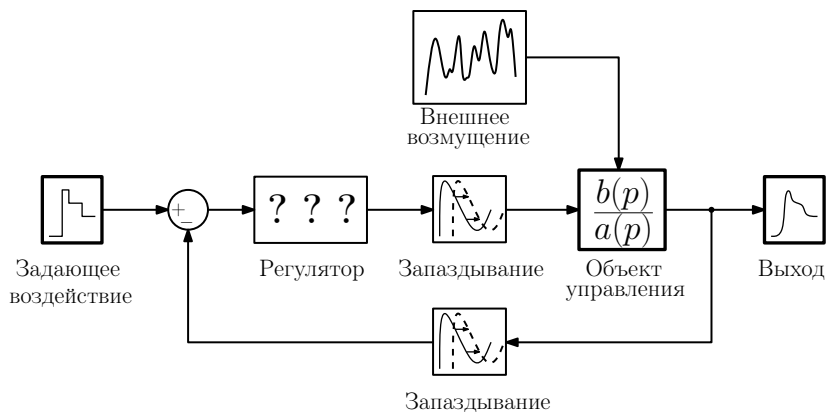 Внешнее
возмущение
+
−
? ? ?
b(p)
a(p)
Задающее
воздействие
Регулятор
Запаздывание
Объект
управления
Выход
Запаздывание